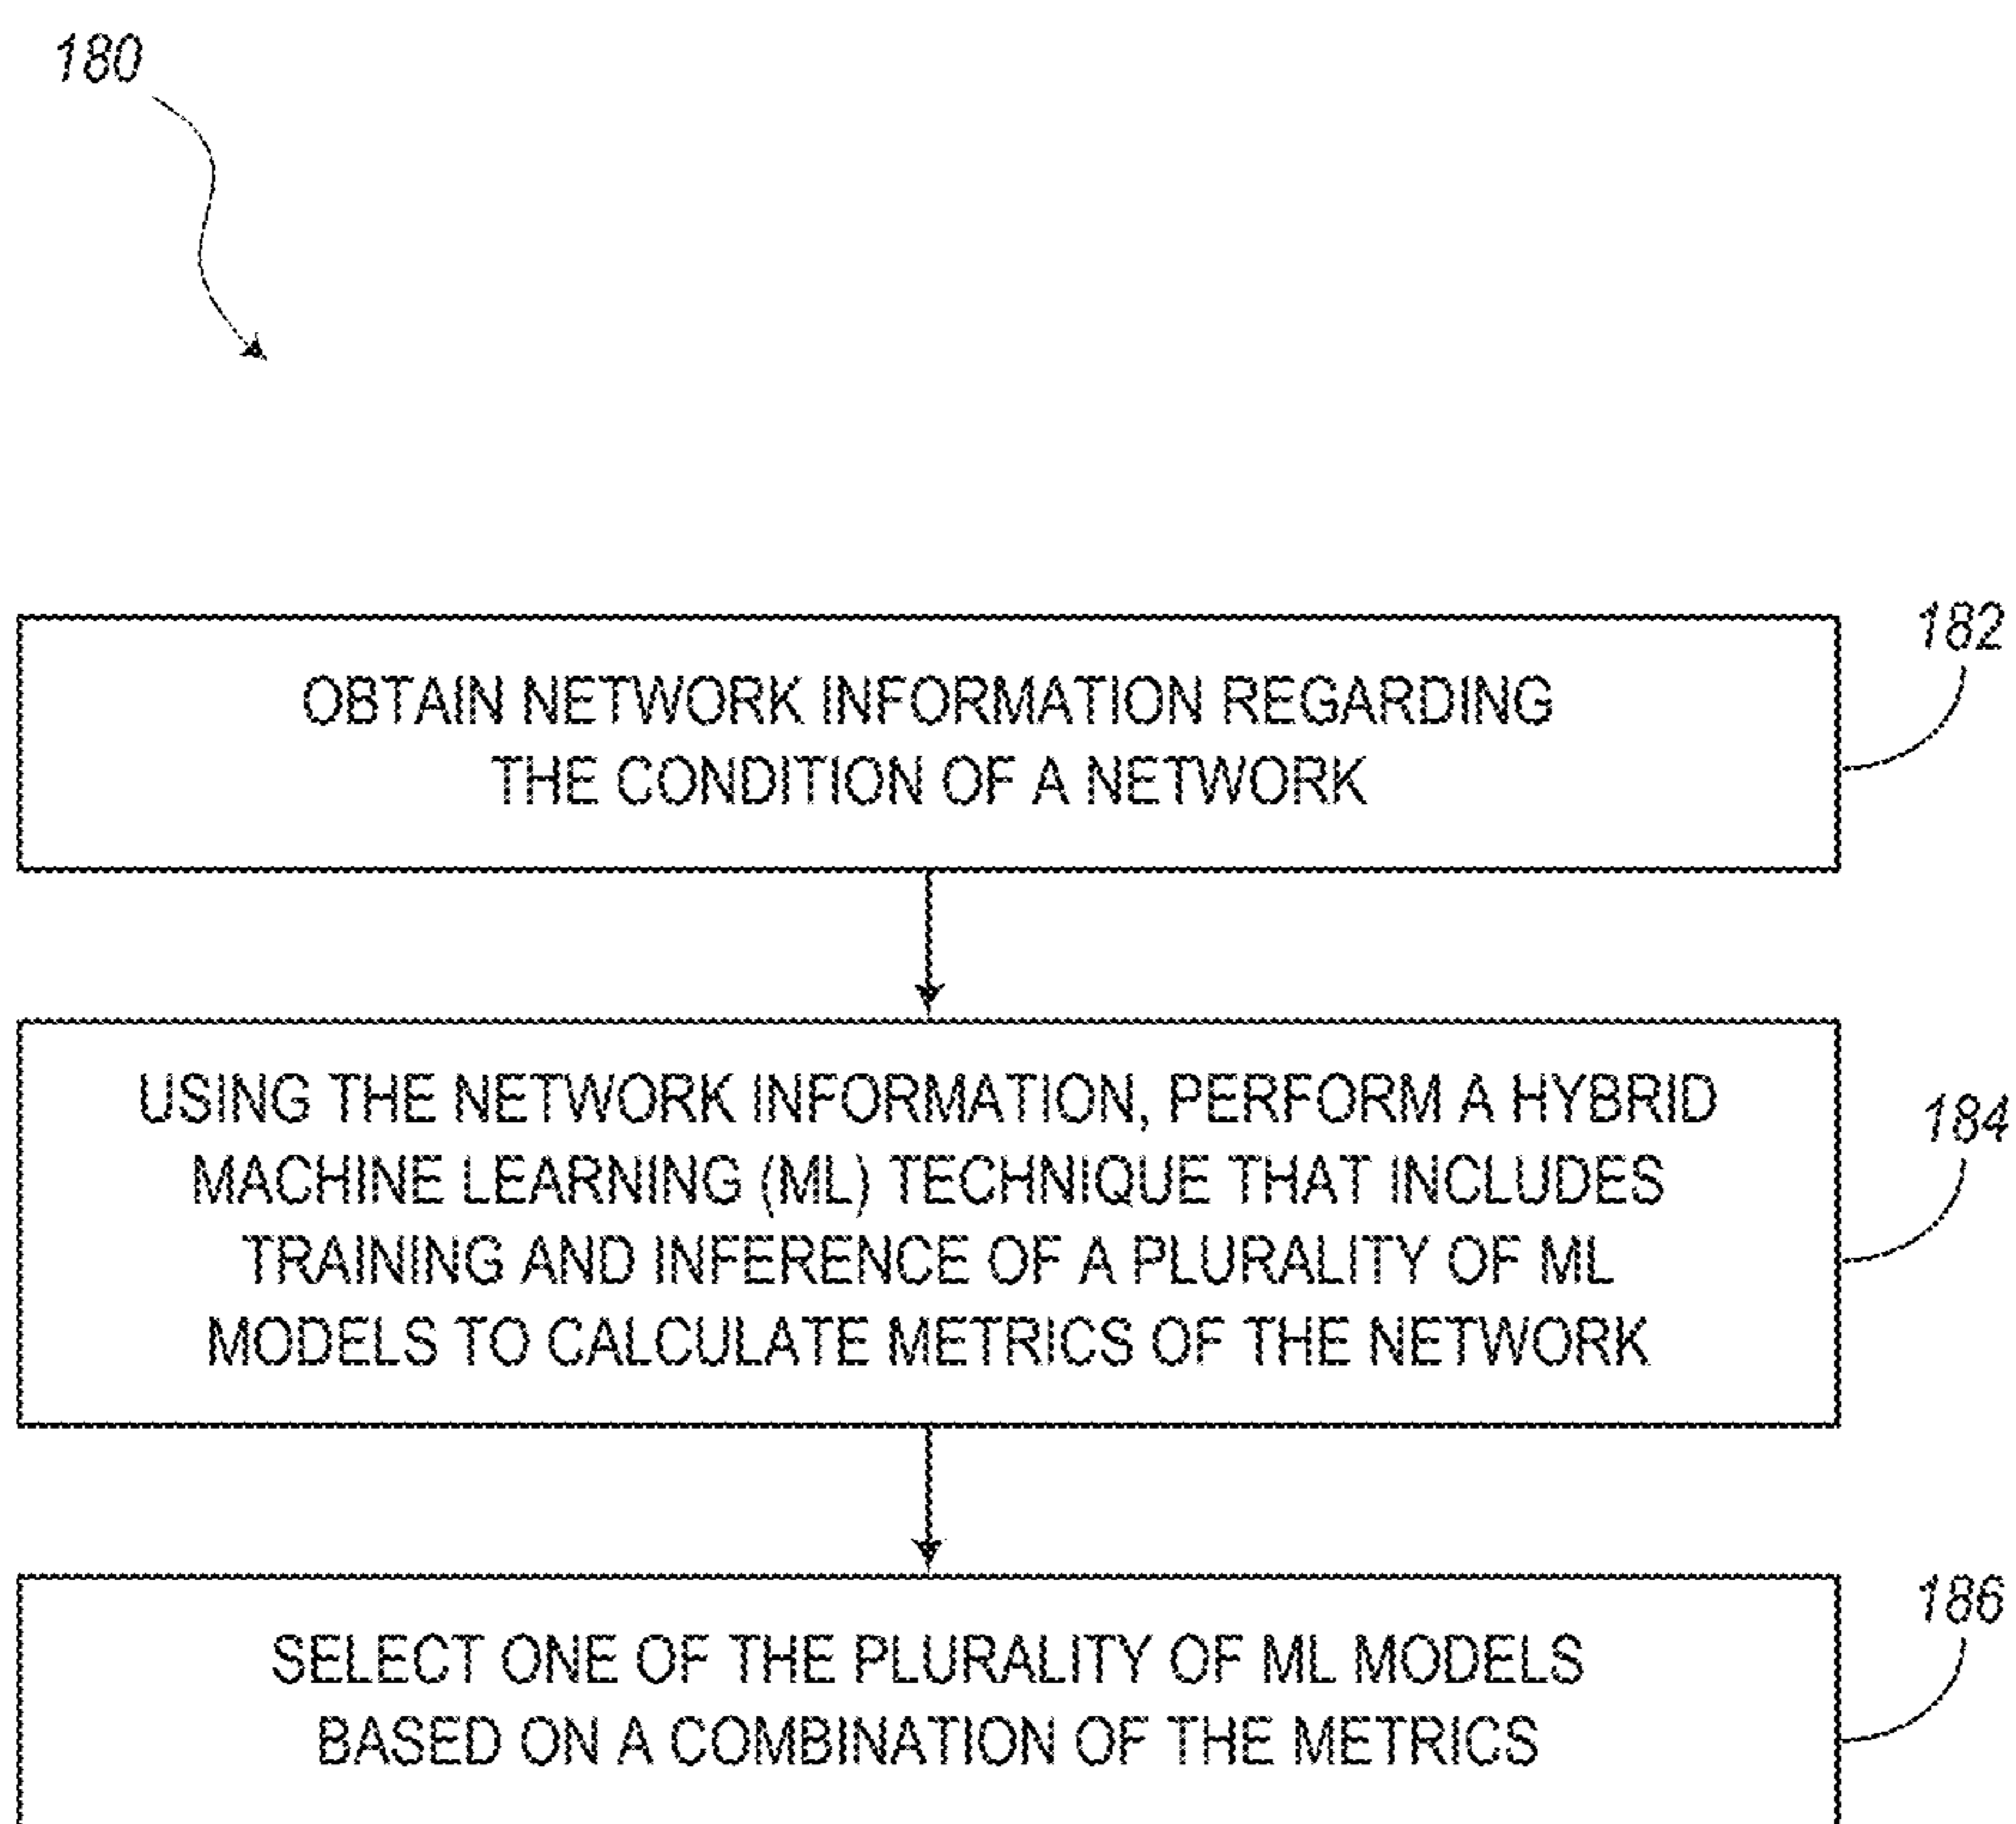 180
182
OBTAIN NETWORK INFORMATION REGARDING
THE CONDITION OF A NETWORK
184
USING THE NETWORK INFORMATION, PERFORM A HYBRID
MACHINE LEARNING (ML) TECHNIQUE THAT INCLUDES
TRAINING AND INFERENCE OF A PLURALITY OF ML
MODELS TO CALCULATE METRICS OF THE NETWORK
186
SELECT ONE OF THE PLURALITY OF ML MODELS
BASED ON A COMBINATION OF THE METRICS